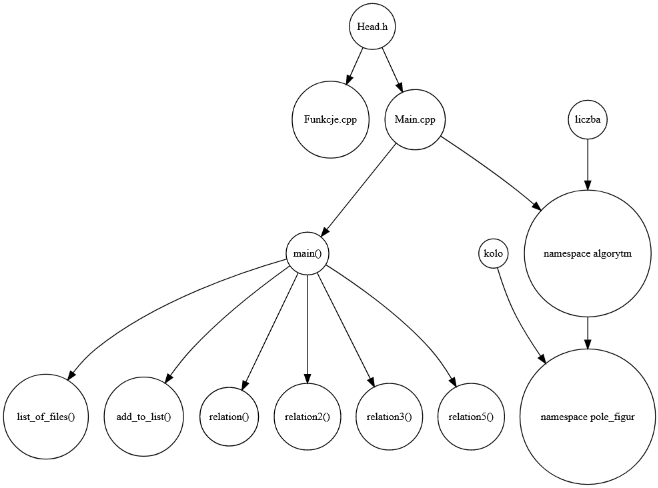 Head.h
Funkcje.cpp
Main.cpp
liczba
main()
kolo
namespace algorytm
list_of_files()
add_to_list()
relation()
relation2()
relation3()
relation5()
namespace pole_figur